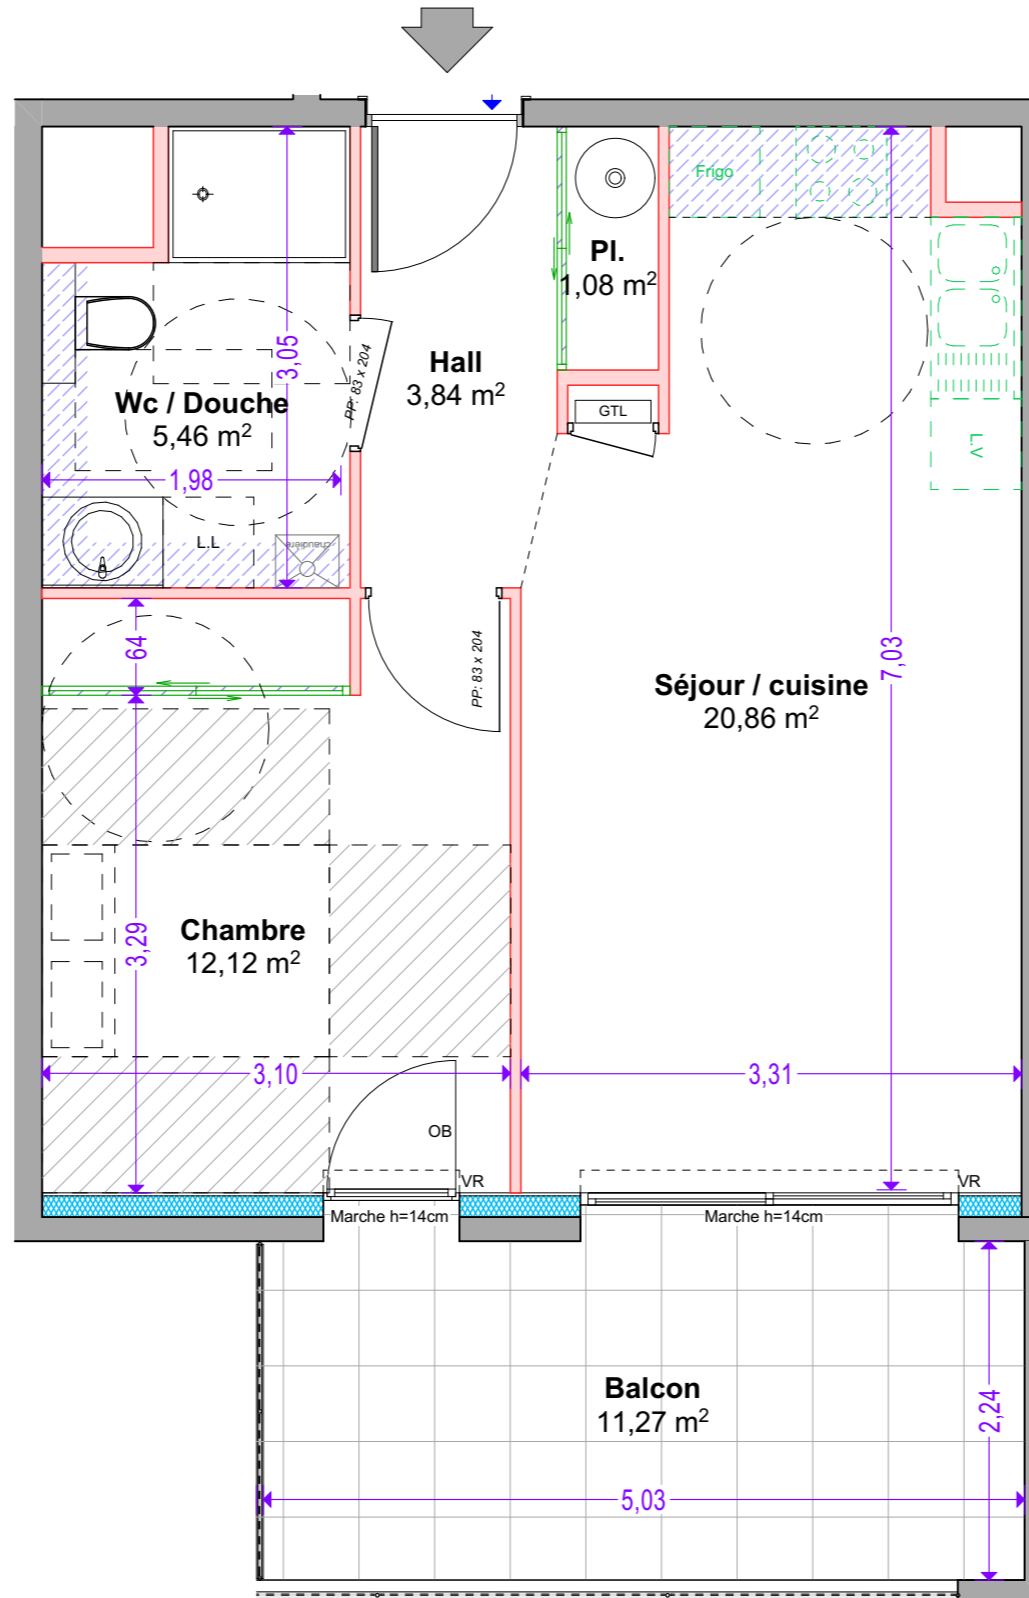 Frigo
Pl.
1,08 m²
Hall
3,84 m²
3,05
PP: 83 x 204
Wc / Douche
5,46 m²
GTL
L.V
1,98
L.L
chaudière
64
PP: 83 x 204
7,03
Séjour / cuisine
20,86 m²
Chambre
12,12 m²
3,29
3,10
3,31
OB
VR
VR
Marche h=14cm
Marche h=14cm
Balcon
11,27 m²
2,24
5,03